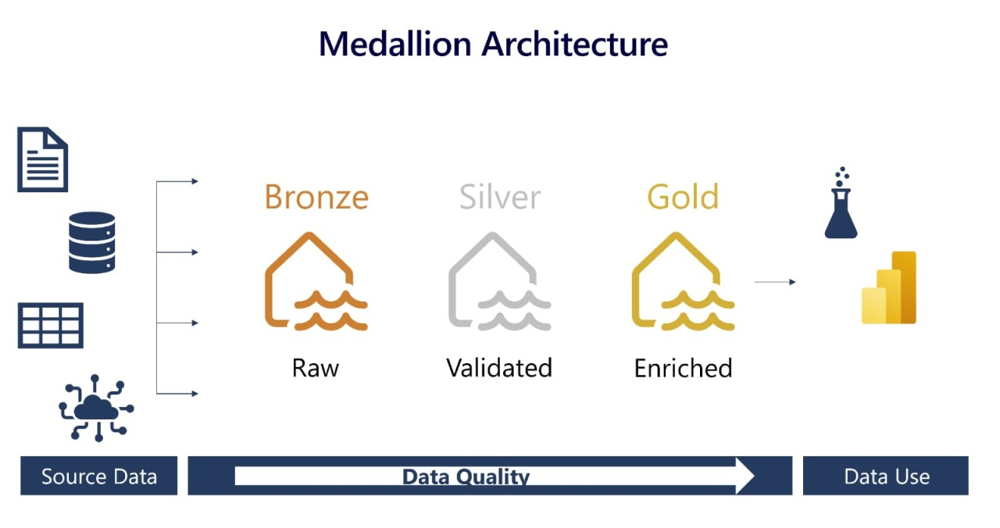 Medallion Architecture
Bronze
Silver
Gold
Raw
Validated
Enriched
Source Data
Data Quality
Data Use